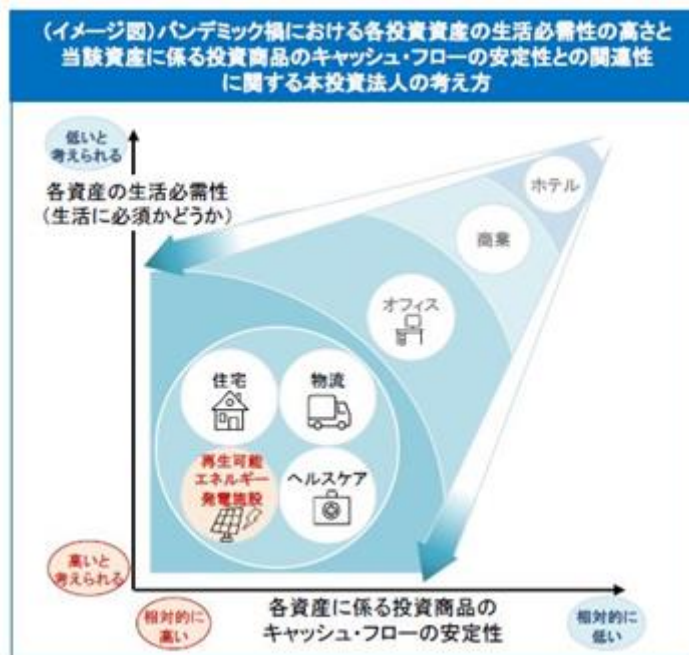 (イメージ図)パンデミック禍における各投資資産の生活必需性の高さと
当該資産に係る投資商品のキャッシュ・フローの安定性との関連性
に関する本投資法人の考え方
低いと
考えられる
各資産の生活必需性
(生活に必須かどうか)
ホテル
商業
オフィス
住宅
物流
再生可能
エネルギー
発電施設
ヘルスケア
高いと
考えられる
相対的に
高い
各資産に係る投資商品の
キャッシュ・フローの安定性
相対的に
低い